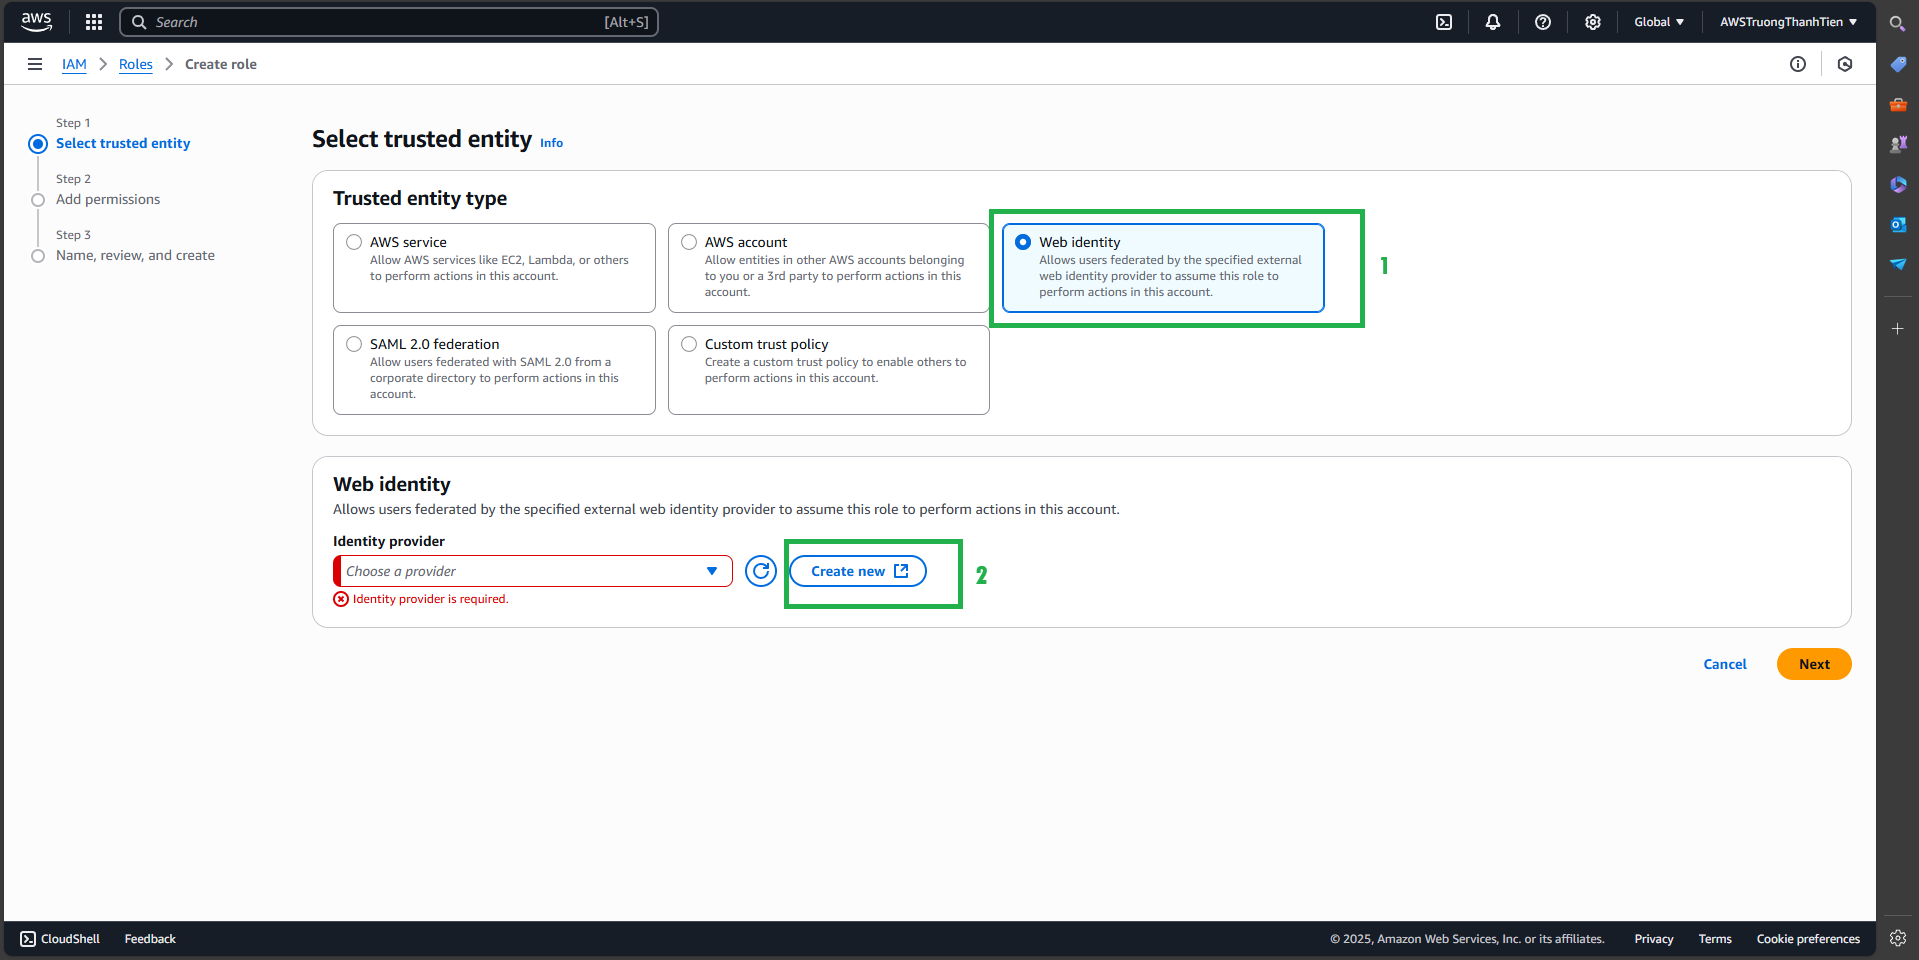 aws
Search
[Alt+S]
Global
AWSTruongThanhTien
IAM
Roles
Create role
Step 1
Select trusted entity
Step 2
Add permissions
Step 3
Name, review, and create
Select trusted entity
Info
Trusted entity type
AWS service
Allow AWS services like EC2, Lambda, or others
to perform actions in this account.
AWS account
Allow entities in other AWS accounts belonging
to you or a 3rd party to perform actions in this
account.
Web identity
Allows users federated by the specified external
web identity provider to assume this role to
perform actions in this account.
1
SAML 2.0 federation
Allow users federated with SAML 2.0 from a
corporate directory to perform actions in this
account.
Custom trust policy
Create a custom trust policy to enable others to
perform actions in this account.
Web identity
Allows users federated by the specified external web identity provider to assume this role to perform actions in this account.
Identity provider
Choose a provider
Create new
2
Identity provider is required.
Cancel
Next
CloudShell
Feedback
© 2025, Amazon Web Services, Inc. or its affiliates.
Privacy
Terms
Cookie preferences